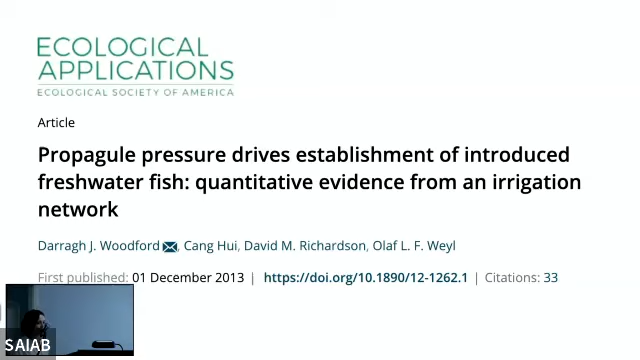 ECOLOGICAL
APPLICATIONS
ECOLOGICAL SOCIETY OF AMERICA
Article
Propagule pressure drives establishment of introduced
freshwater fish: quantitative evidence from an irrigation
network
Darragh J. Woodford, Cang Hui, David M. Richardson, Olaf L. F. Weyl
First published: 01 December 2013 | https://doi.org/10.1890/12-1262.1 | Citations: 33
SAIAB